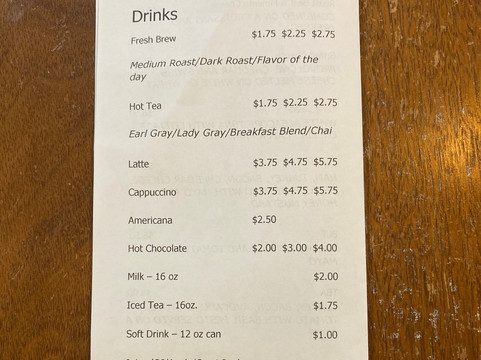 Drinks
Fresh Brew $1.75 $2.25 $2.75
Medium Roast/Dark Roast/Flavor of the
day
Hot Tea $1.75 $2.25 $2.75
Earl Gray/Lady Gray/Breakfast Blend/Chai
Latte $3.75 $4.75 $5.75
Cappuccino $3.75 $4.75 $5.75
Americana $2.50
Hot Chocolate $2.00 $3.00 $4.00
Milk – 16 oz $2.00
Iced Tea – 16oz. $1.75
Soft Drink – 12 oz can $1.00